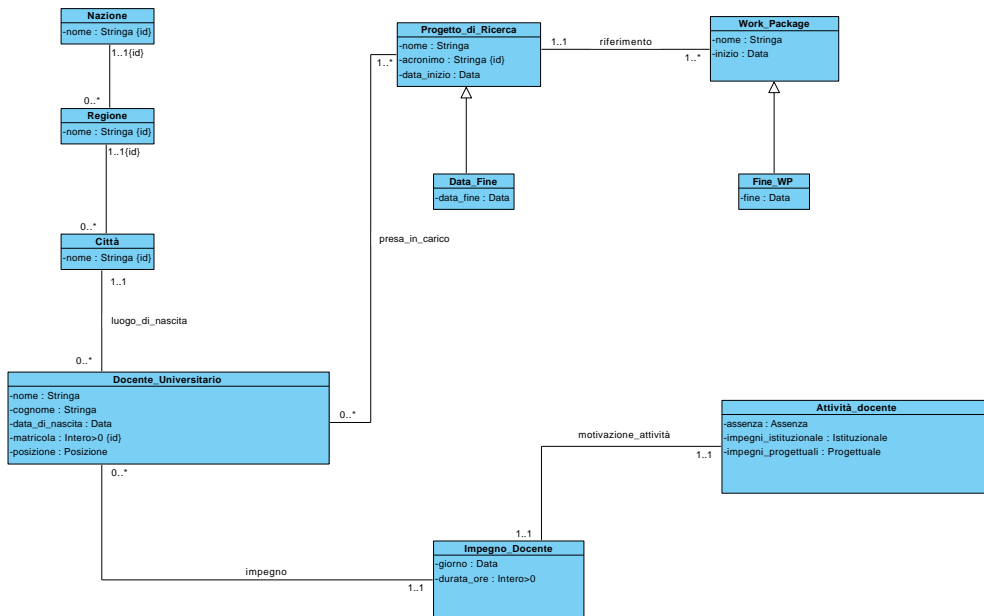 Nazione
-nome : Stringa {id}
1..1{id}
0..*
Regione
-nome : Stringa {id}
1..1{id}
0..*
Città
-nome : Stringa {id}
1..1
luogo_di_nascita
0..*
Docente_Universitario
-nome : Stringa
-cognome : Stringa
-data_di_nascita : Data
-matricola : Intero>0 {id}
-posizione : Posizione
0..*
0..*
presa_in_carico
1..*
Progetto_di_Ricerca
-nome : Stringa
-acronimo : Stringa {id}
-data_inizio : Data
1..1
riferimento
1..*
Work_Package
-nome : Stringa
-inizio : Data
Data_Fine
-data_fine : Data
Fine_WP
-fine : Data
Attività_docente
-assenza : Assenza
-impegni_istituzionale : Istituzionale
-impegni_progettuali : Progettuale
motivazione_attività
1..1
1..1
Impegno_Docente
-giorno : Data
-durata_ore : Intero>0
impegno
1..1